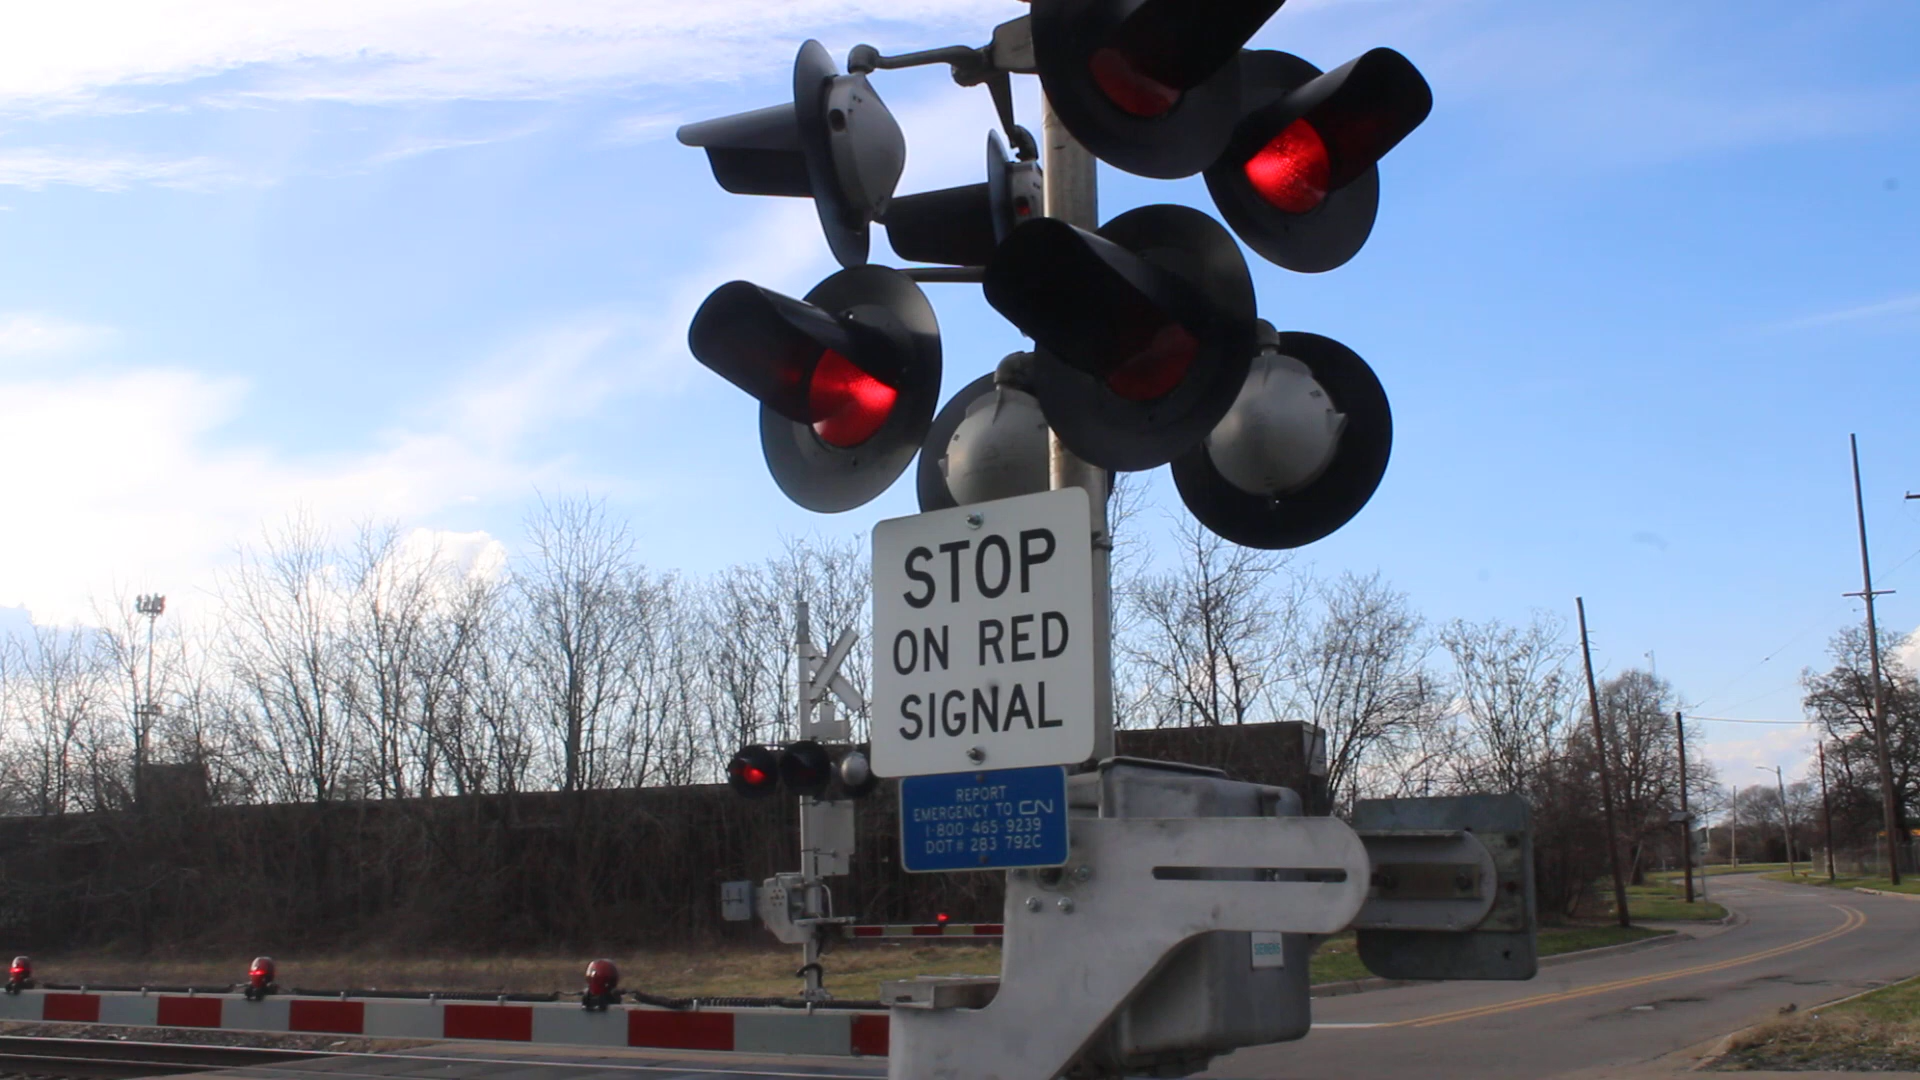 STOP
ON RED
SIGNAL
REPORT
EMERGENCY TO CN
1-800-465-9239
DOT# 283 792C
SIEMENS